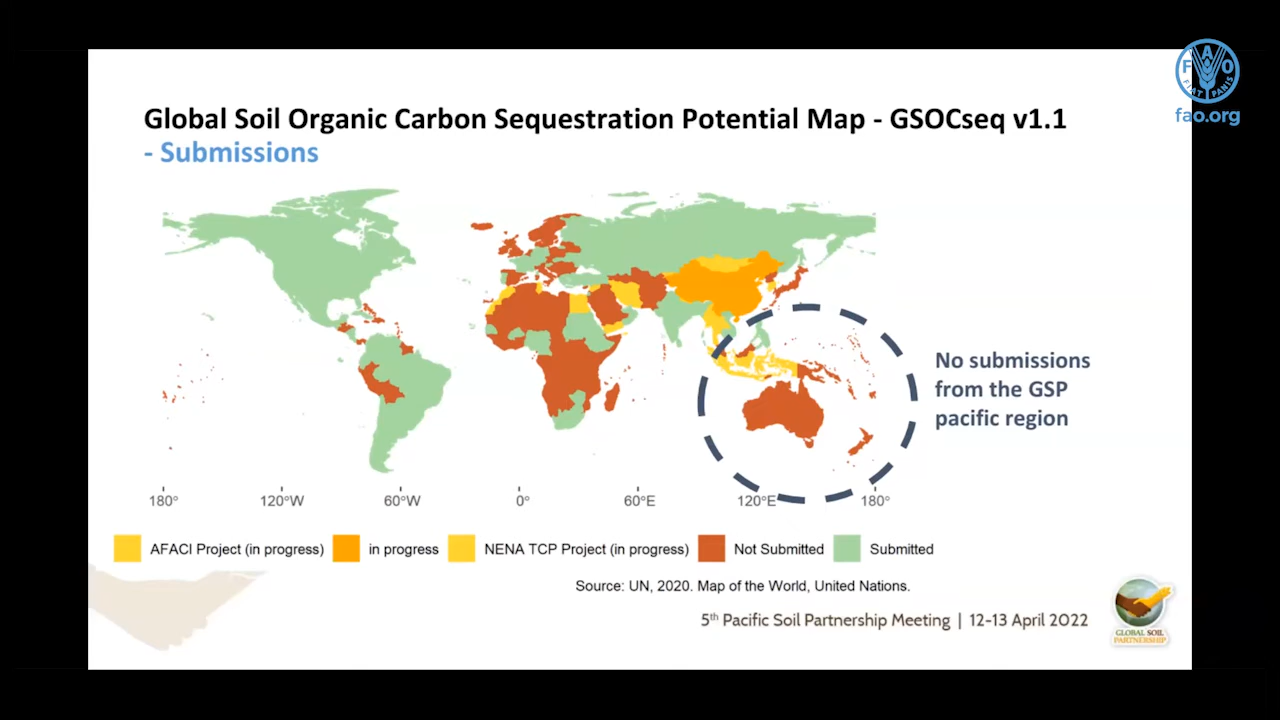 FAO
FIAT PANIS
fao.org
Global Soil Organic Carbon Sequestration Potential Map - GSOCseq v1.1
- Submissions
No submissions
from the GSP
pacific region
180° 120°W 60°W 0° 60°E 120°E 180°
AFACI Project (in progress) in progress NENA TCP Project (in progress) Not Submitted Submitted
Source: UN, 2020. Map of the World, United Nations.
5th Pacific Soil Partnership Meeting | 12-13 April 2022
GLOBAL SOIL
PARTNERSHIP